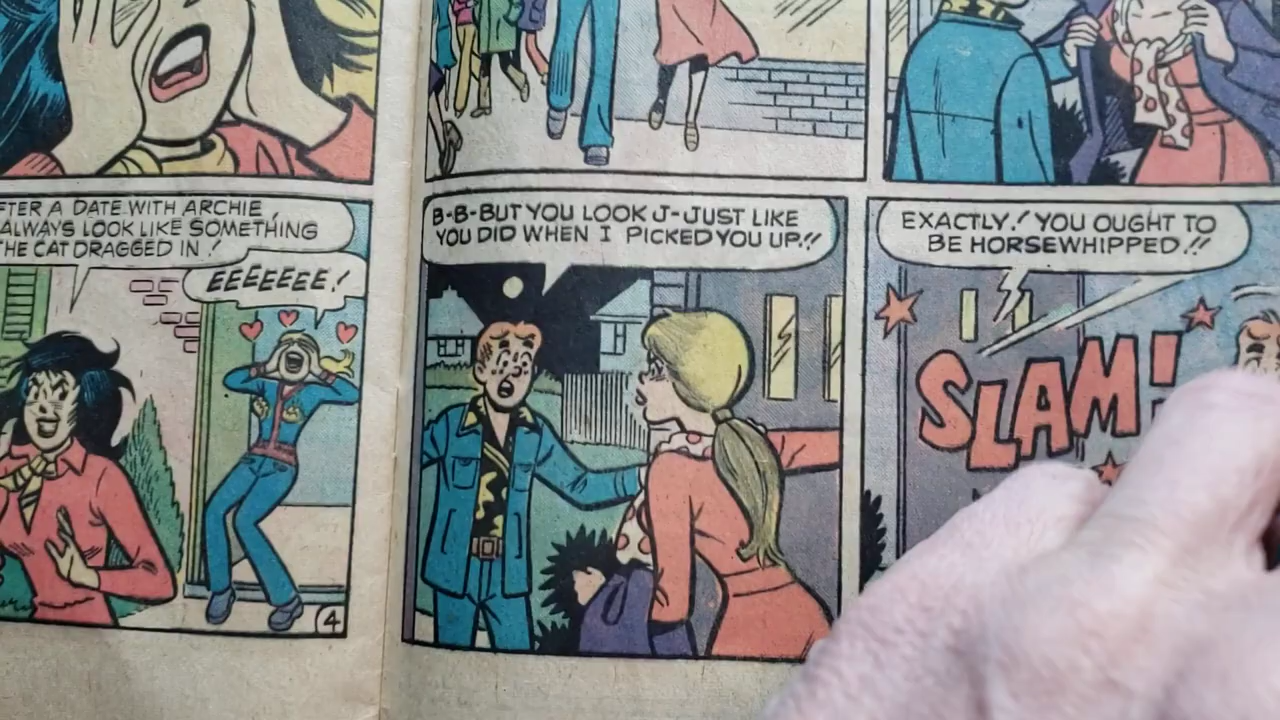 FTER A DATE WITH ARCHIE,
ALWAYS LOOK LIKE SOMETHING
HE CAT DRAGGED IN!
EEEEEEE!
4
B-B-BUT YOU LOOK J-JUST LIKE
YOU DID WHEN I PICKED YOU UP!!
EXACTLY! YOU OUGHT TO
BE HORSEWHIPPED!!
SLAM!